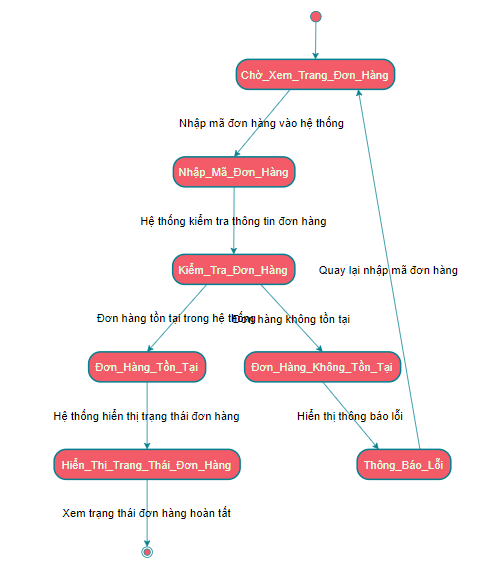 Chờ_Xem_Trang_Đơn_Hàng
Nhập mã đơn hàng vào hệ thống
Nhập_Mã_Đơn_Hàng
Hệ thống kiểm tra thông tin đơn hàng
Kiểm_Tra_Đơn_Hàng
Quay lại nhập mã đơn hàng
Đơn hàng tồn tại trong hệ thống
Đơn hàng không tồn tại
Đơn_Hàng_Tồn_Tại
Đơn_Hàng_Không_Tồn_Tại
Hệ thống hiển thị trạng thái đơn hàng
Hiển thị thông báo lỗi
Hiển_Thị_Trang_Thái_Đơn_Hàng
Thông_Báo_Lỗi
Xem trạng thái đơn hàng hoàn tất